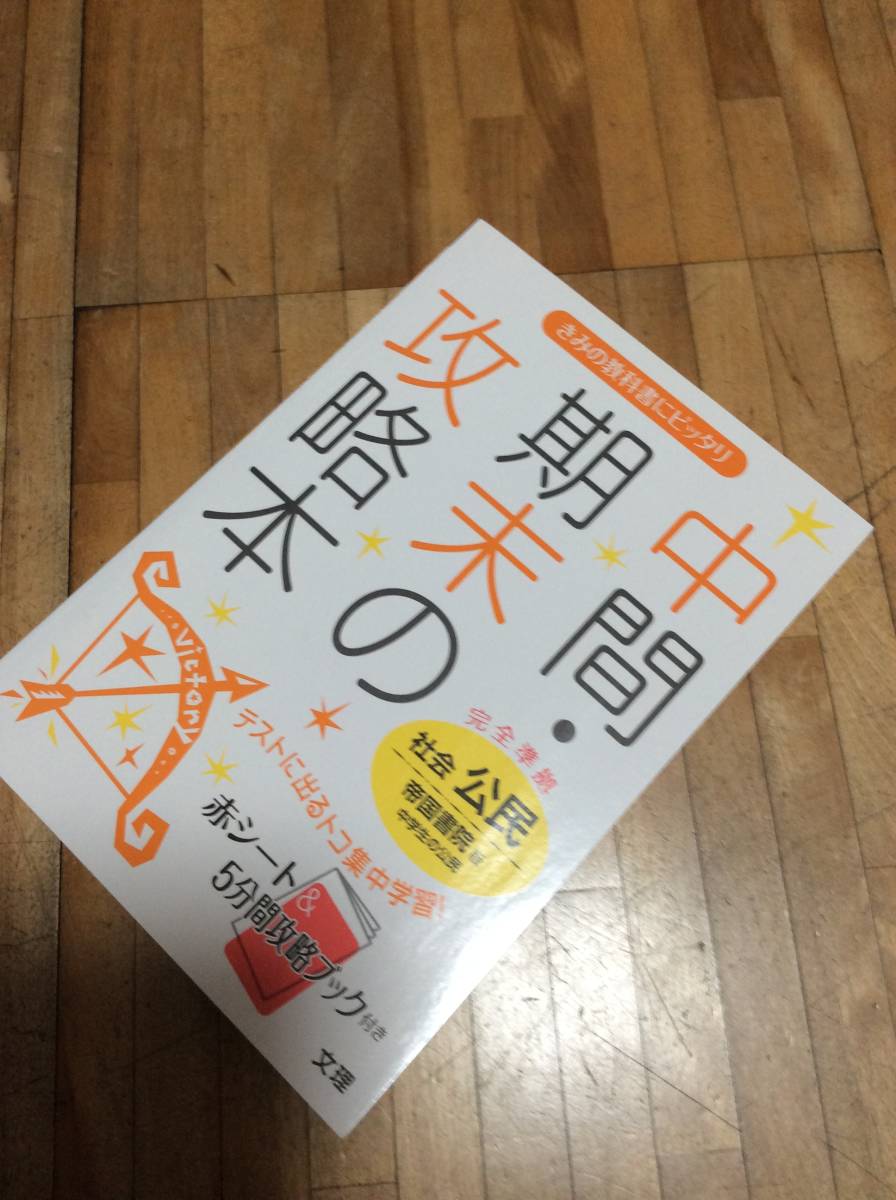 きみの教科書にピッタリ
中間・
期末の
攻略本
完全準拠
社会 公民
帝国書院 版
中学生の公民
victory
テストに出るトコ集中学習
赤シート
&
5分間攻略ブック付き
文理